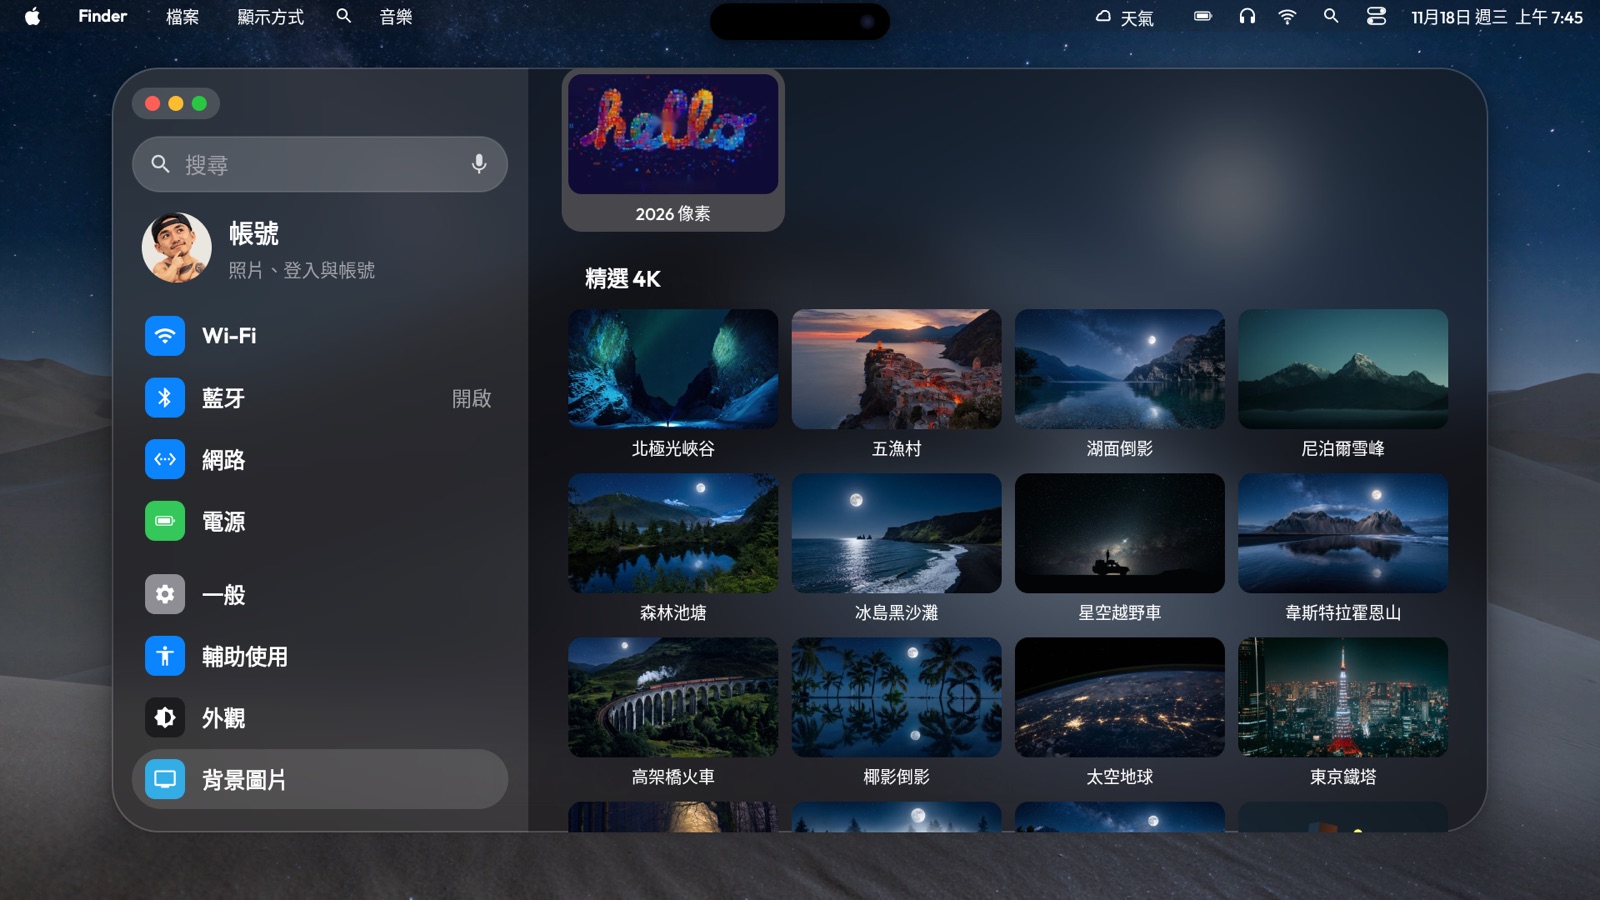 Finder 檔案 顯示方式 音樂 天氣 11月18日 週三 上午 7:45
搜尋
帳號
照片、登入與帳號
Wi-Fi
藍牙 開啟
網路
電源
一般
輔助使用
外觀
背景圖片
hello
2026 像素
精選 4K
北極光峽谷 五漁村 湖面倒影 尼泊爾雪峰
森林池塘 冰島黑沙灘 星空越野車 韋斯特拉霍恩山
高架橋火車 椰影倒影 太空地球 東京鐵塔